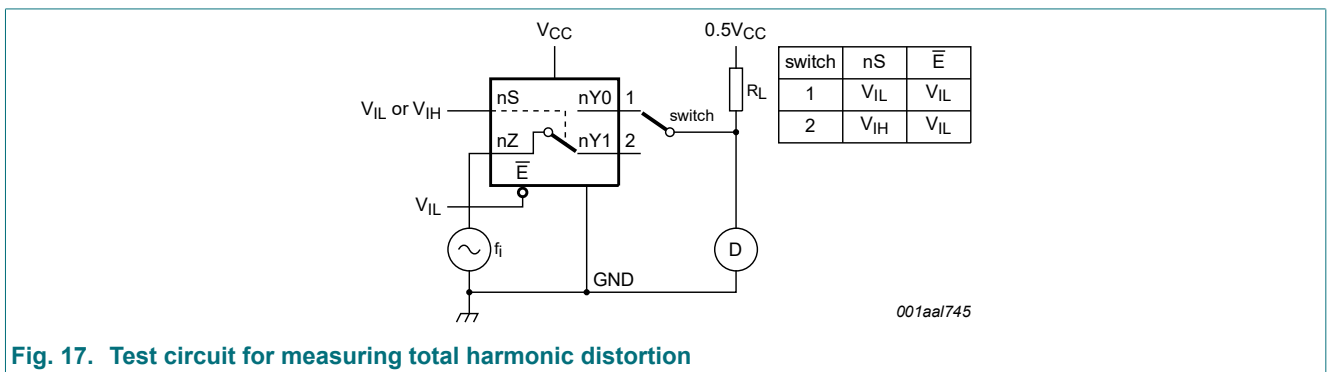 VCC
0.5VCC
switch nS E̅
1 VIL VIL
2 VIH VIL
RL
VIL or VIH
nS
nY0
1
switch
nZ
nY1
2
E̅
VIL
fi
D
GND
001aal745
Fig. 17. Test circuit for measuring total harmonic distortion